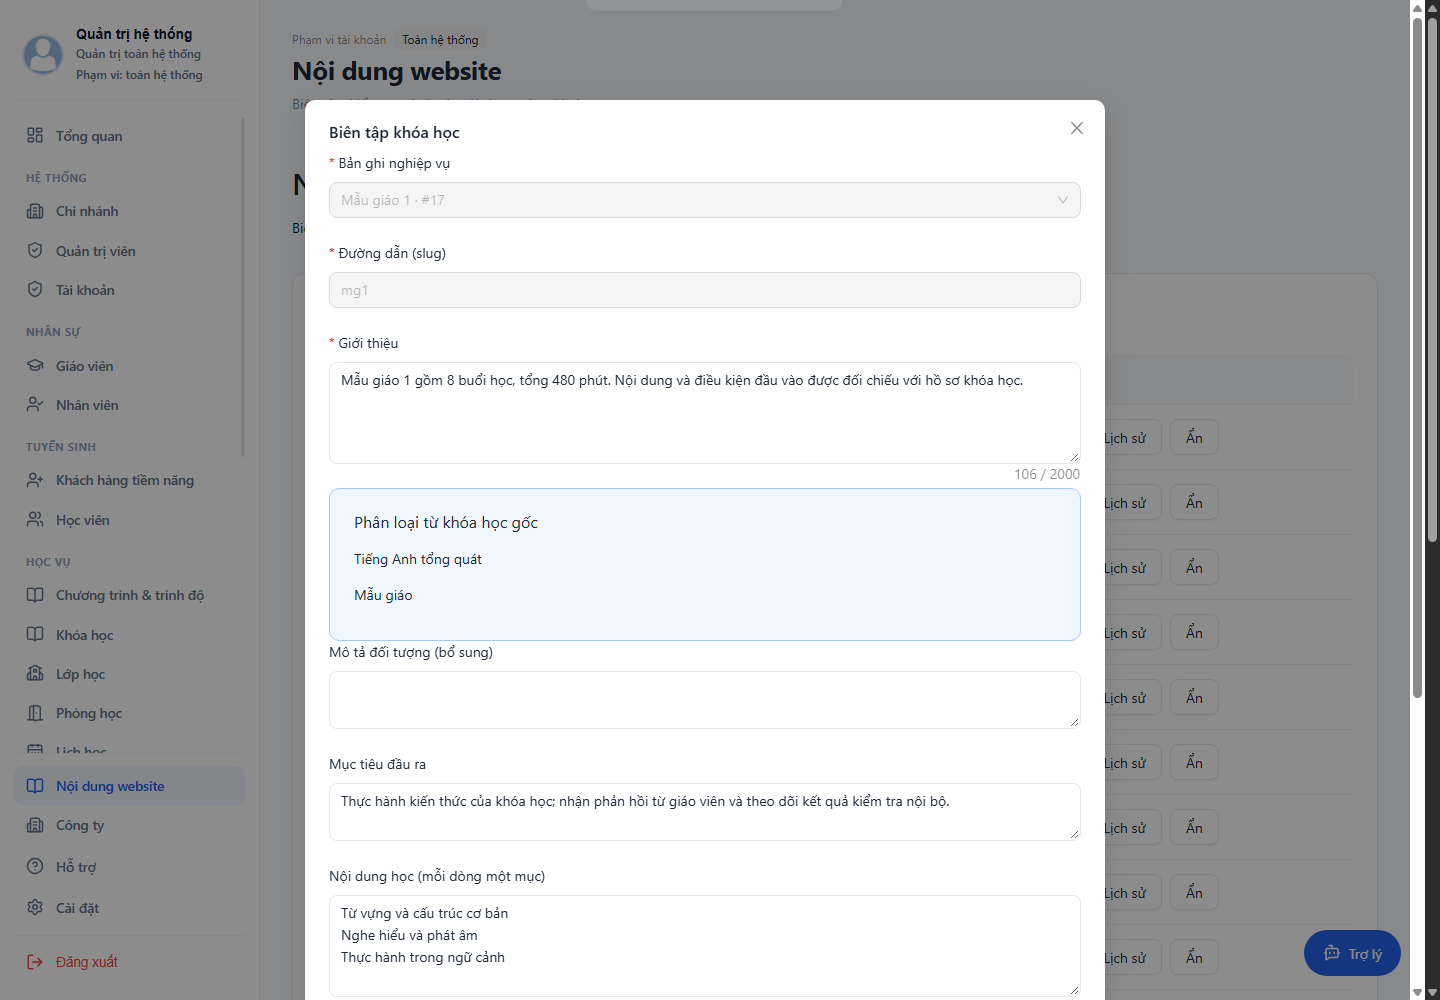 Quản trị hệ thống
Quản trị toàn hệ thống
Phạm vi: toàn hệ thống
Tổng quan
HỆ THỐNG
Chi nhánh
Quản trị viên
Tài khoản
NHÂN SỰ
Giáo viên
Nhân viên
TUYỂN SINH
Khách hàng tiềm năng
Học viên
HỌC VỤ
Chương trình & trình độ
Khóa học
Lớp học
Phòng học
Lịch học
Nội dung website
Công ty
Hỗ trợ
Cài đặt
Đăng xuất
Phạm vi tài khoản Toàn hệ thống
Nội dung website
Biên tập khóa học
* Bản ghi nghiệp vụ
Mẫu giáo 1 · #17
* Đường dẫn (slug)
mg1
* Giới thiệu
Mẫu giáo 1 gồm 8 buổi học, tổng 480 phút. Nội dung và điều kiện đầu vào được đối chiếu với hồ sơ khóa học.
106 / 2000
Phân loại từ khóa học gốc
Tiếng Anh tổng quát
Mẫu giáo
Mô tả đối tượng (bổ sung)
Mục tiêu đầu ra
Thực hành kiến thức của khóa học; nhận phản hồi từ giáo viên và theo dõi kết quả kiểm tra nội bộ.
Nội dung học (mỗi dòng một mục)
Từ vựng và cấu trúc cơ bản
Nghe hiểu và phát âm
Thực hành trong ngữ cảnh
Lịch sử Ẩn
Lịch sử Ẩn
Lịch sử Ẩn
Lịch sử Ẩn
Lịch sử Ẩn
Lịch sử Ẩn
Lịch sử Ẩn
Lịch sử Ẩn
Lịch sử Ẩn
Trợ lý